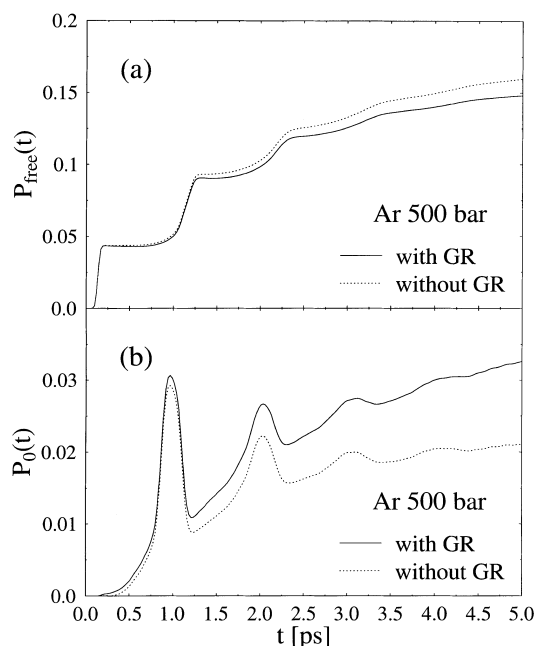 0.2
(a)
0.15
P_free(t)
0.1
0.05
0.0
Ar 500 bar
with GR
without GR
(b)
0.03
P_0(t)
0.02
0.01
0.0
Ar 500 bar
with GR
without GR
0.0 0.5 1.0 1.5 2.0 2.5 3.0 3.5 4.0 4.5 5.0
t [ps]